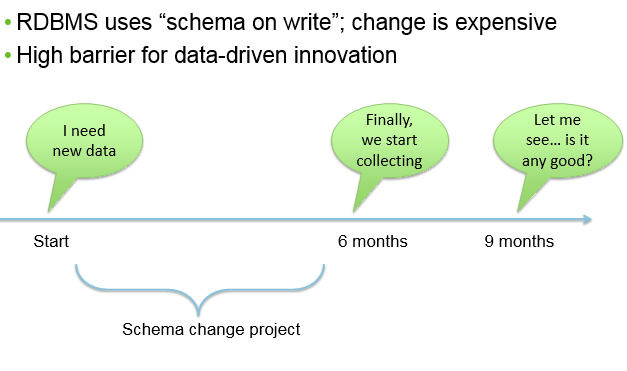 • RDBMS uses “schema on write”; change is expensive
• High barrier for data-driven innovation
I need
new data
Finally,
we start
collecting
Let me
see... is it
any good?
Start
6 months
9 months
Schema change project